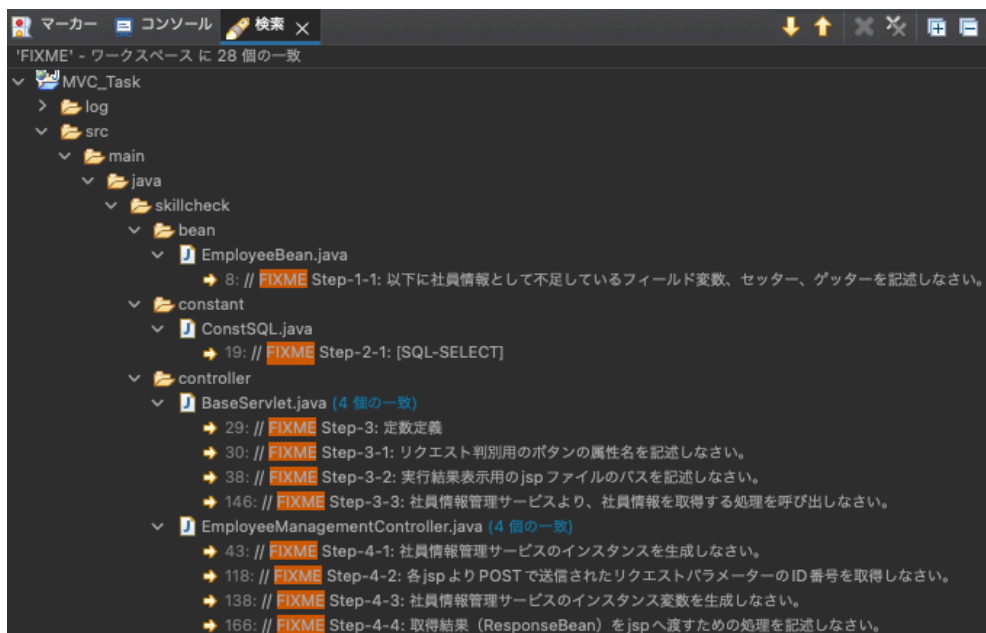 マーカー コンソール 検索
'FIXME' - ワークスペース に 28 個の一致
MVC_Task
log
src
main
java
skillcheck
bean
EmployeeBean.java
8: // FIXME Step-1-1: 以下に社員情報として不足しているフィールド変数、セッター、ゲッターを記述しなさい。
constant
ConstSQL.java
19: // FIXME Step-2-1: [SQL-SELECT]
controller
BaseServlet.java (4 個の一致)
29: // FIXME Step-3: 定数定義
30: // FIXME Step-3-1: リクエスト判別用のボタンの属性名を記述しなさい。
38: // FIXME Step-3-2: 実行結果表示用のjspファイルのパスを記述しなさい。
146: // FIXME Step-3-3: 社員情報管理サービスより、社員情報を取得する処理を呼び出しなさい。
EmployeeManagementController.java (4 個の一致)
43: // FIXME Step-4-1: 社員情報管理サービスのインスタンスを生成しなさい。
118: // FIXME Step-4-2: 各jspよりPOSTで送信されたリクエストパラメーターのID番号を取得しなさい。
138: // FIXME Step-4-3: 社員情報管理サービスのインスタンス変数を生成しなさい。
166: // FIXME Step-4-4: 取得結果（ResponseBean）をjspへ渡すための処理を記述しなさい。